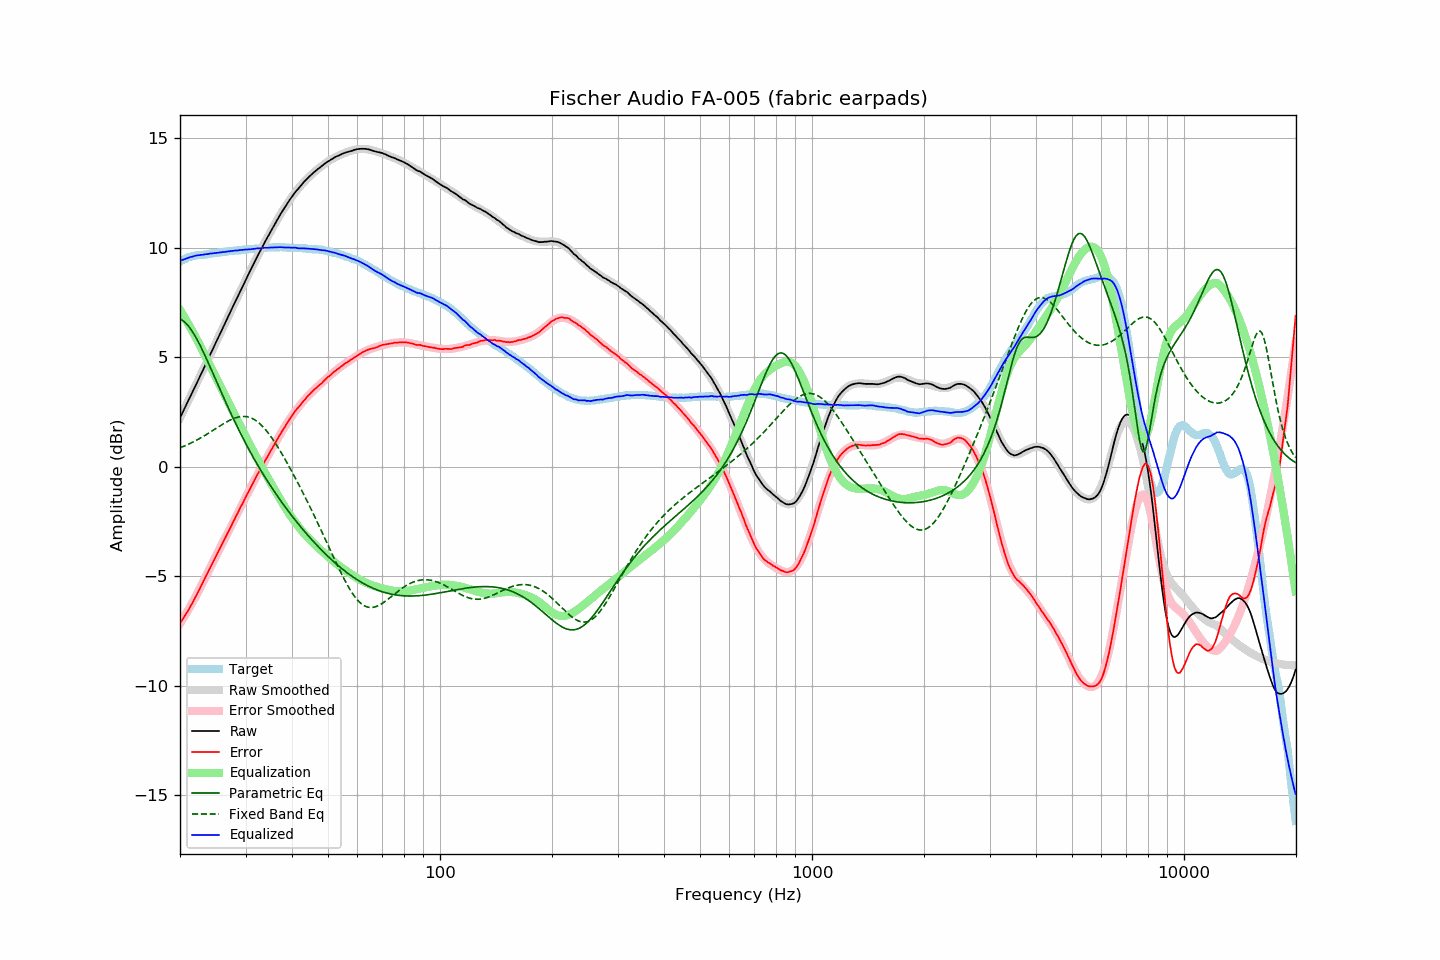 Fischer Audio FA-005 (fabric earpads)
15
10
5
0
−5
−10
−15
Amplitude (dBr)
Target
Raw Smoothed
Error Smoothed
Raw
Error
Equalization
Parametric Eq
Fixed Band Eq
Equalized
100
1000
10000
Frequency (Hz)